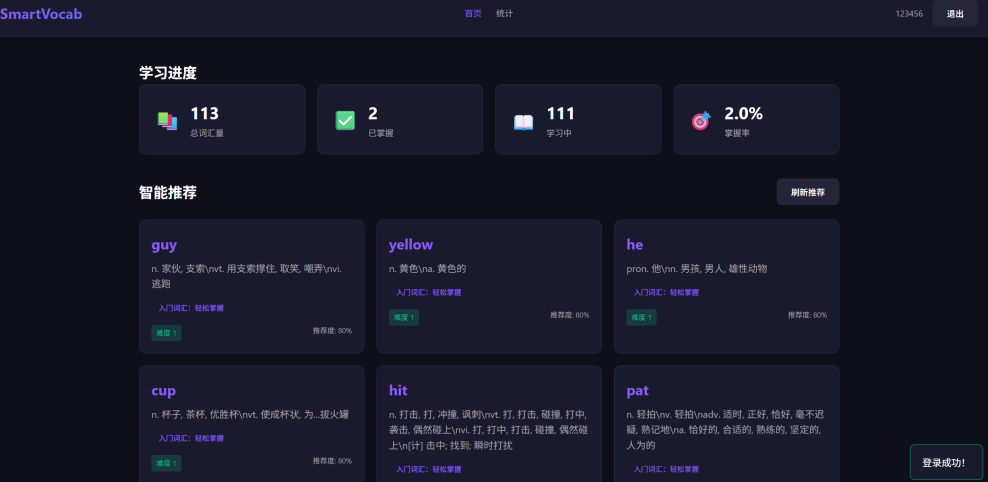 SmartVocab
首页 统计
123456 退出
学习进度
113
总词汇量
2
已掌握
111
学习中
2.0%
掌握率
智能推荐
刷新推荐
guy
n. 家伙, 支索\nvt. 用支索撑住, 取笑, 嘲弄\nvi.
逃跑
入门词汇：轻松掌握
难度 1
推荐度: 80%
yellow
n. 黄色\na. 黄色的
入门词汇：轻松掌握
难度 1
推荐度: 80%
he
pron. 他\nn. 男孩, 男人, 雄性动物
入门词汇：轻松掌握
难度 1
推荐度: 80%
cup
n. 杯子, 茶杯, 优胜杯\nvt. 使成杯状, 为...拔火罐
入门词汇：轻松掌握
难度 1
推荐度: 80%
hit
n. 打击, 打, 冲撞, 讽刺\nvt. 打, 打击, 碰撞, 打中,
袭击, 偶然碰上\nvi. 打, 打中, 打击, 碰撞, 偶然碰
上\n[计] 击中; 找到; 瞬时打扰
入门词汇：轻松掌握
pat
n. 轻拍\nv. 轻拍\nadv. 适时, 正好, 恰好, 毫不迟
疑, 熟记地\na. 恰好的, 合适的, 熟练的, 坚定的,
人为的
入门词汇：轻松掌握
登录成功！